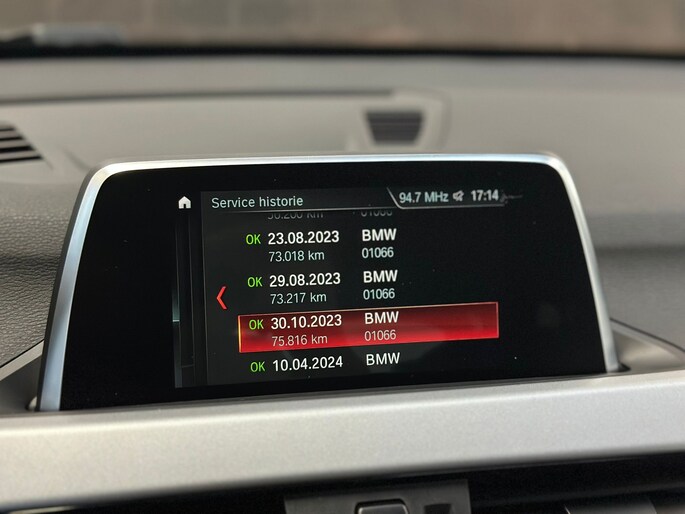 Service historie
94.7 MHz 17:14
OK 23.08.2023 BMW
73.018 km 01066
OK 29.08.2023 BMW
73.217 km 01066
OK 30.10.2023 BMW
75.816 km 01066
OK 10.04.2024 BMW